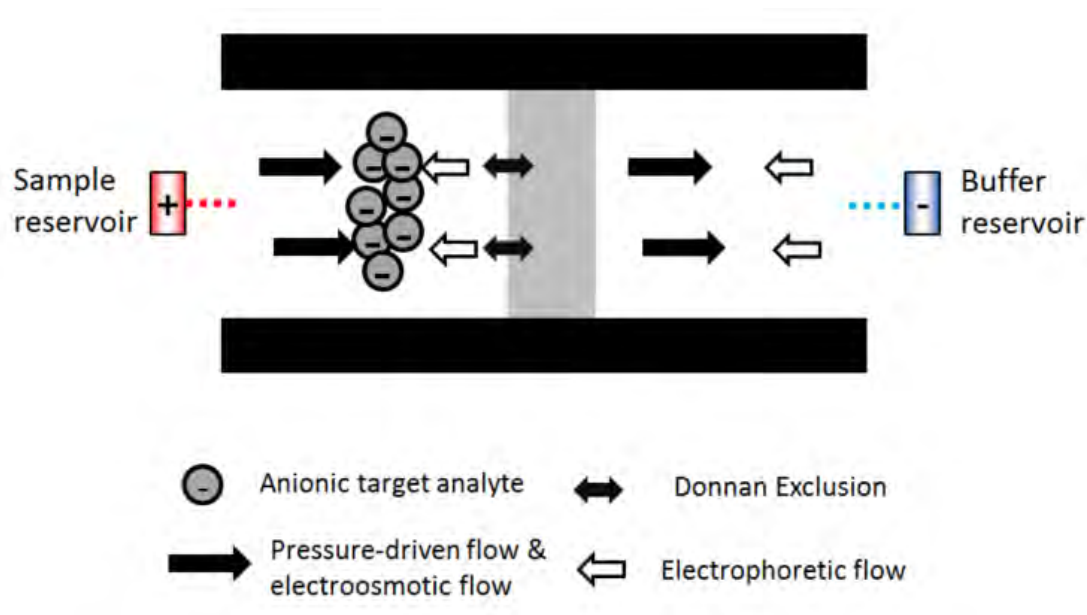 Sample
reservoir
+
-
-
-
-
-
-
-
-
-
Buffer
reservoir
-
Anionic target analyte
Donnan Exclusion
Pressure-driven flow &
electroosmotic flow
Electrophoretic flow